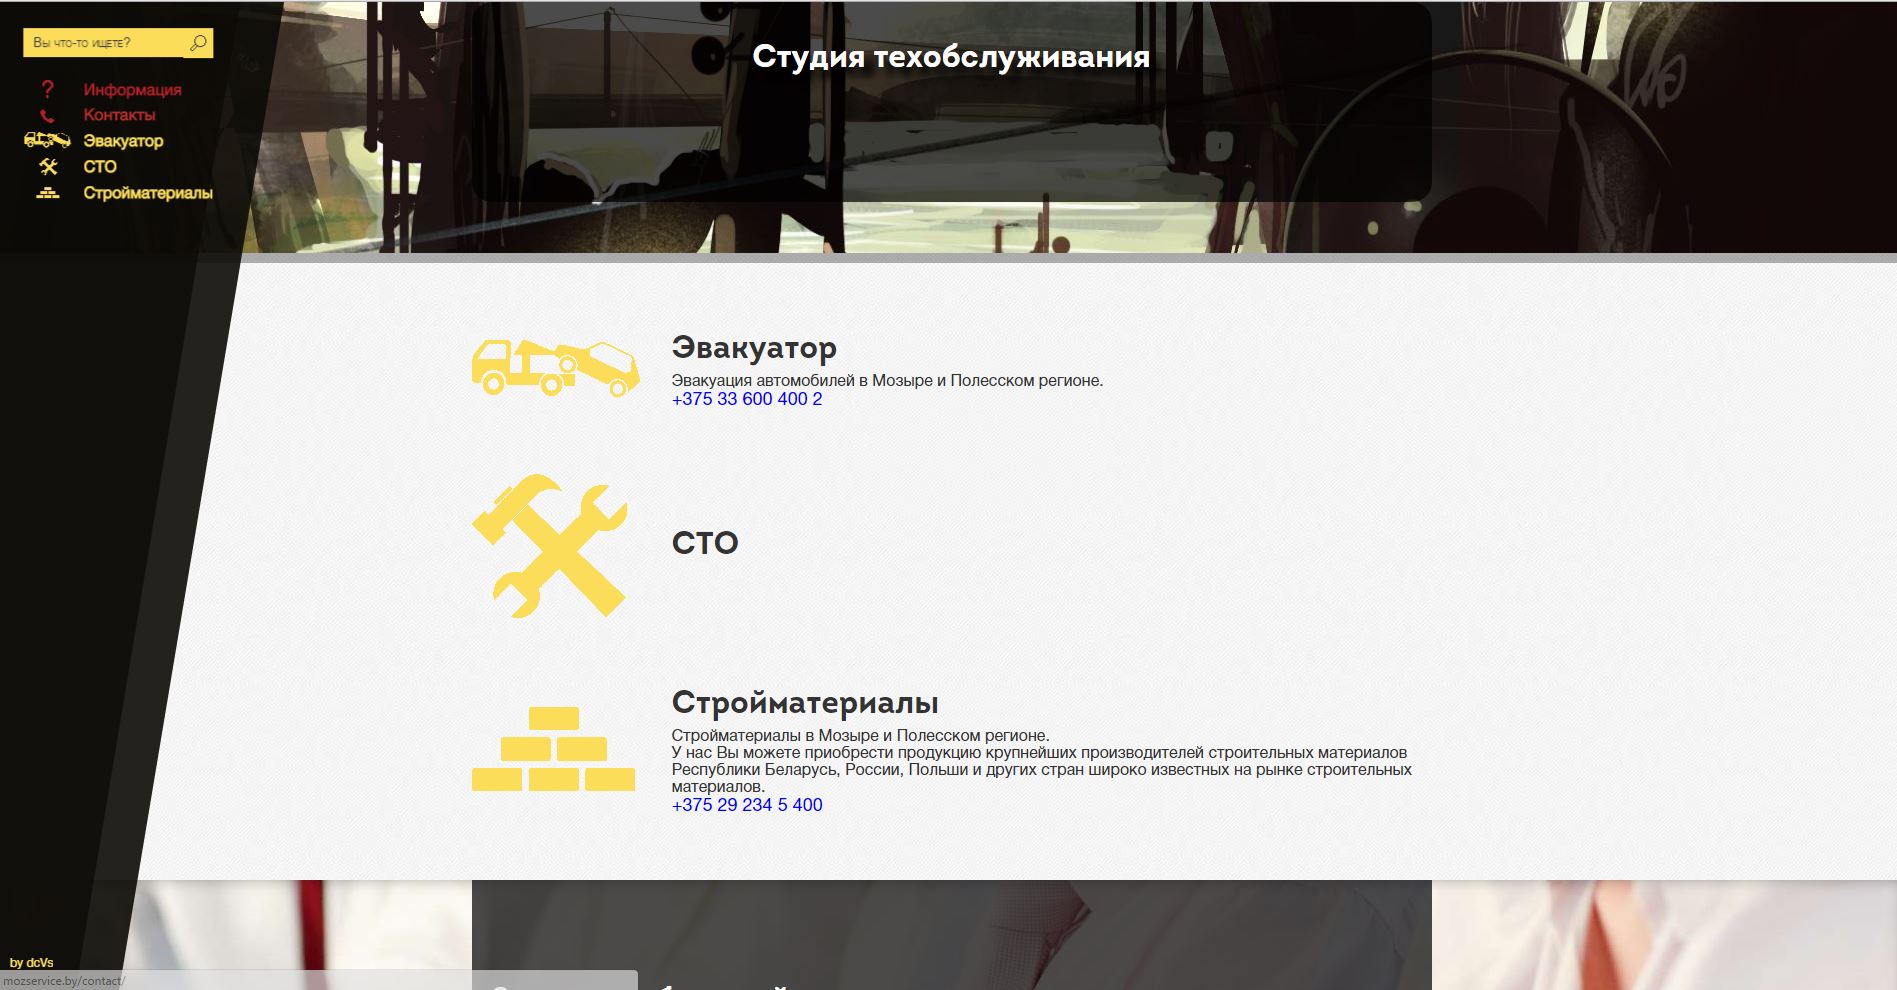 Вы что-то ищете?
Информация
Контакты
Эвакуатор
СТО
Стройматериалы
Студия техобслуживания
Эвакуатор
Эвакуация автомобилей в Мозыре и Полесском регионе.
+375 33 600 400 2
СТО
Стройматериалы
Стройматериалы в Мозыре и Полесском регионе.
У нас Вы можете приобрести продукцию крупнейших производителей строительных материалов
Республики Беларусь, России, Польши и других стран широко известных на рынке строительных
материалов.
+375 29 234 5 400
by dcVs
mozservice.by/contact/